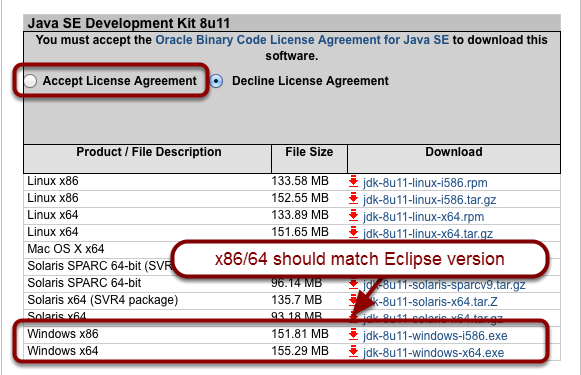 Java SE Development Kit 8u11
You must accept the Oracle Binary Code License Agreement for Java SE to download this
software.
Accept License Agreement Decline License Agreement
Product / File Description File Size Download
Linux x86 133.58 MB jdk-8u11-linux-i586.rpm
Linux x86 152.55 MB jdk-8u11-linux-i586.tar.gz
Linux x64 133.89 MB jdk-8u11-linux-x64.rpm
Linux x64 151.65 MB jdk-8u11-linux-x64.tar.gz
Mac OS X x64
x86/64 should match Eclipse version
Solaris SPARC 64-bit (SVR
Solaris SPARC 64-bit 96.14 MB jdk-8u11-solaris-sparcv9.tar.gz
Solaris x64 (SVR4 package) 135.7 MB jdk-8u11-solaris-x64.tar.Z
Solaris x64 93.18 MB jdk-8u11-solaris-x64.tar.gz
Windows x86 151.81 MB jdk-8u11-windows-i586.exe
Windows x64 155.29 MB jdk-8u11-windows-x64.exe